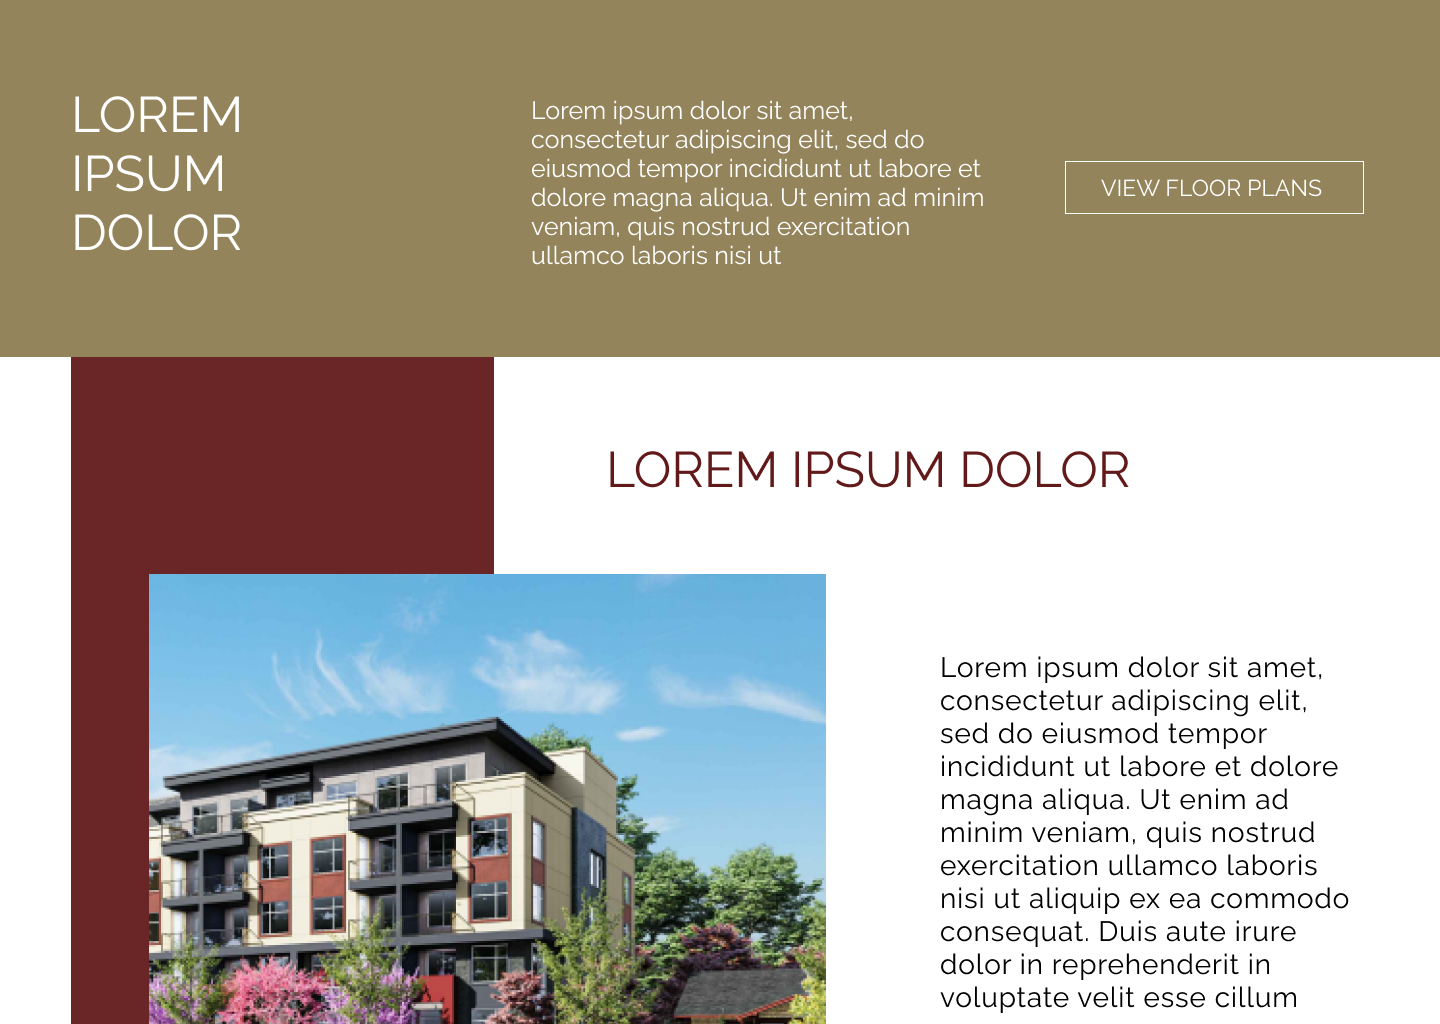 LOREM
IPSUM
DOLOR
Lorem ipsum dolor sit amet,
consectetur adipiscing elit, sed do
eiusmod tempor incididunt ut labore et
dolore magna aliqua. Ut enim ad minim
veniam, quis nostrud exercitation
ullamco laboris nisi ut
VIEW FLOOR PLANS
LOREM IPSUM DOLOR
Lorem ipsum dolor sit amet,
consectetur adipiscing elit,
sed do eiusmod tempor
incididunt ut labore et dolore
magna aliqua. Ut enim ad
minim veniam, quis nostrud
exercitation ullamco laboris
nisi ut aliquip ex ea commodo
consequat. Duis aute irure
dolor in reprehenderit in
voluptate velit esse cillum